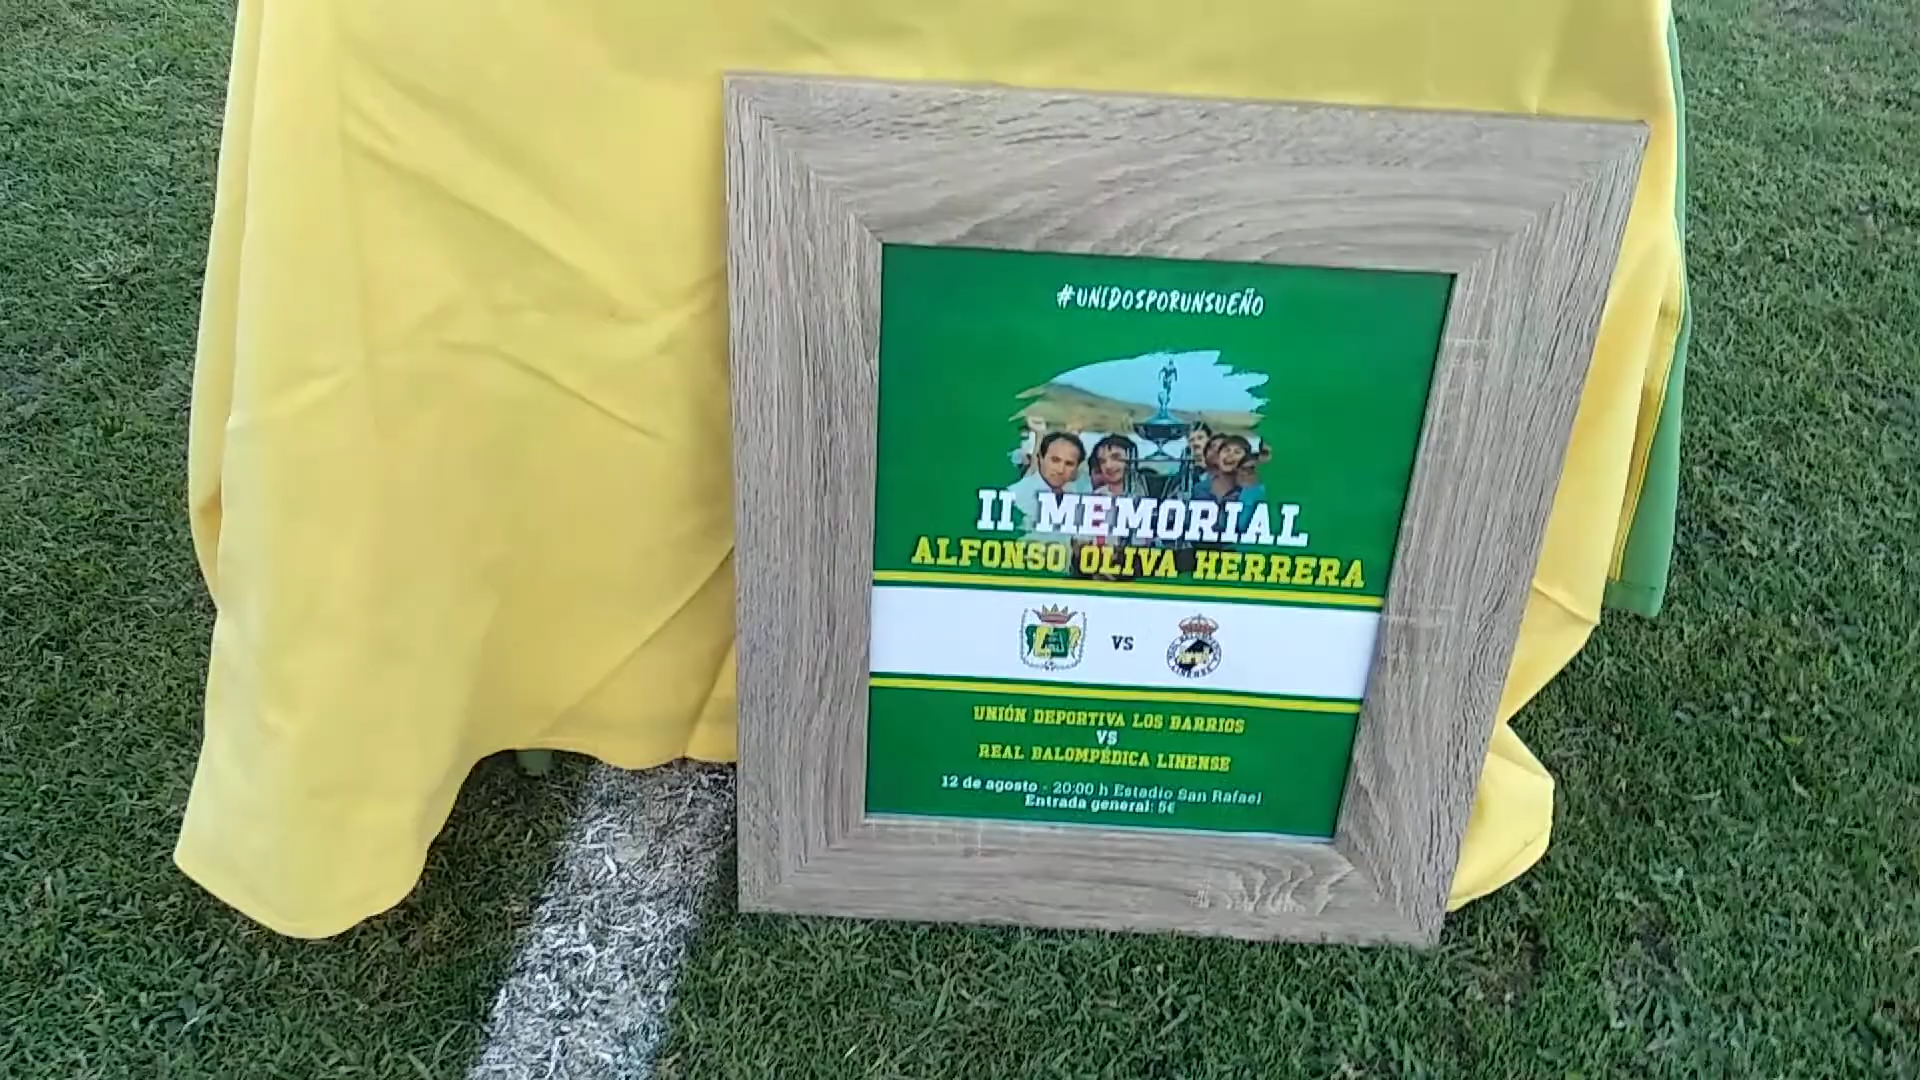 #UNIDOSPORUNSUEÑO
II MEMORIAL
ALFONSO OLIVA HERRERA
VS
UNIÓN DEPORTIVA LOS BARRIOS
VS
REAL BALOMPÉDICA LINENSE
12 de agosto - 20:00 h Estadio San Rafael
Entrada general: 5€